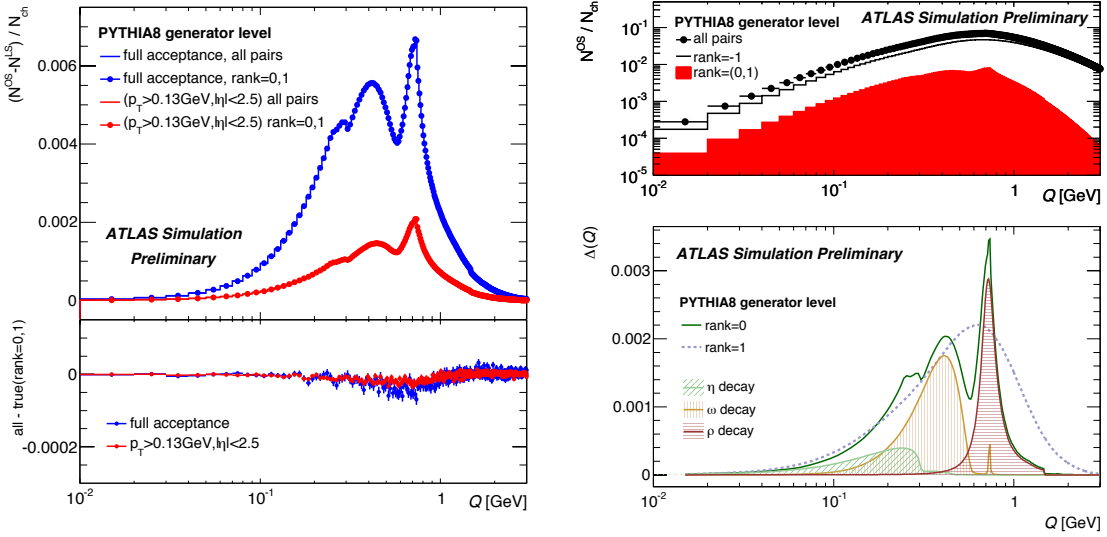 (N^OS-N^LS) / N_ch
PYTHIA8 generator level
full acceptance, all pairs
full acceptance, rank=0,1
(p_T>0.13GeV,|η|<2.5) all pairs
(p_T>0.13GeV,|η|<2.5) rank=0,1
0.006
0.004
0.002
0
ATLAS Simulation
Preliminary
all - true(rank=0,1)
0
-0.0002
full acceptance
p_T>0.13GeV,|η|<2.5
10^-2
10^-1
1
Q [GeV]
N^OS / N_ch
PYTHIA8 generator level
ATLAS Simulation Preliminary
all pairs
rank=-1
rank=(0,1)
10^-1
10^-2
10^-3
10^-4
10^-5
10^-2
10^-1
1
Q [GeV]
Δ(Q)
ATLAS Simulation Preliminary
PYTHIA8 generator level
rank=0
rank=1
η decay
ω decay
ρ decay
0.003
0.002
0.001
0
10^-2
10^-1
1
Q [GeV]